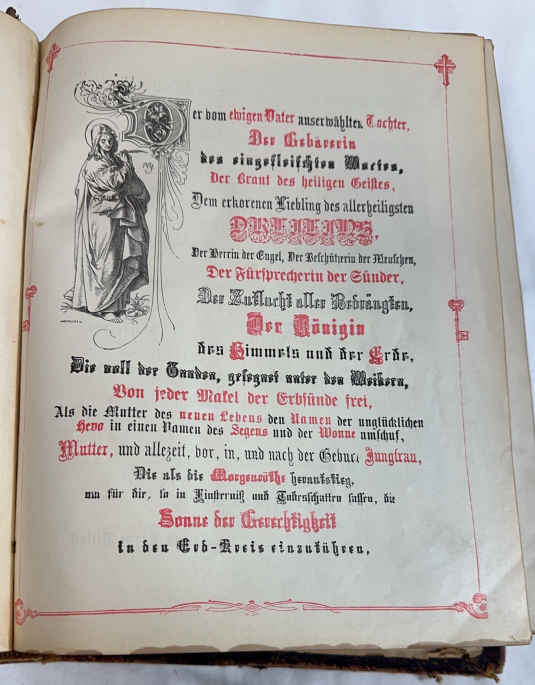 Der vom ewigen Vater auserwählten Tochter,
Der Gebärerin
des eingefleischten Wortes,
Der Braut des heiligen Geistes,
Dem erkorenen Liebling des allerheiligsten
DREIEINS,
Der Herrin der Engel, Der Beschützerin der Menschen,
Der Fürsprecherin der Sünder,
Der Zuflucht aller Bedrängten,
Der Königin
des Himmels und der Erde,
Die voll der Gnaden, gesegnet unter den Weibern,
Von jeder Makel der Erbsünde frei,
Als die Mutter des neuen Lebens den Namen der unglücklichen
Heva in einen Namen des Segens und der Wonne umschuf,
Mutter, und allezeit, vor, in, und nach der Geburt Jungfrau,
Die als die Morgenröthe heraufstieg,
um für die, so in Finsterniß und Todesschatten saßen, die
Sonne der Gerechtigkeit
in den Erd-Kreis einzuführen,